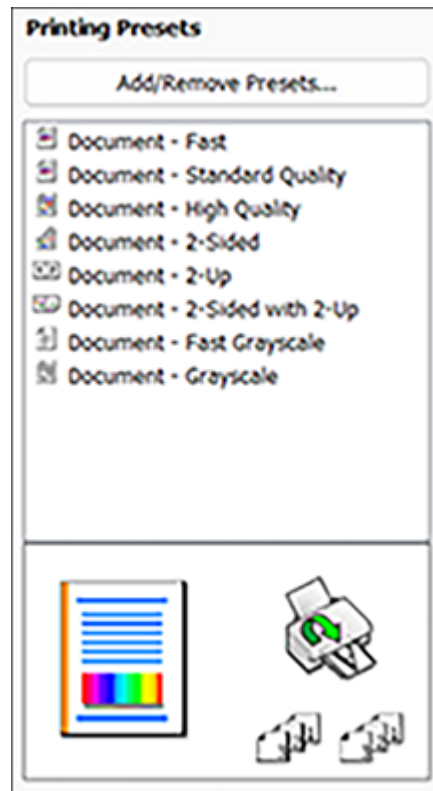 Printing Presets
Add/Remove Presets...
Document - Fast
Document - Standard Quality
Document - High Quality
Document - 2-Sided
Document - 2-Up
Document - 2-Sided with 2-Up
Document - Fast Grayscale
Document - Grayscale